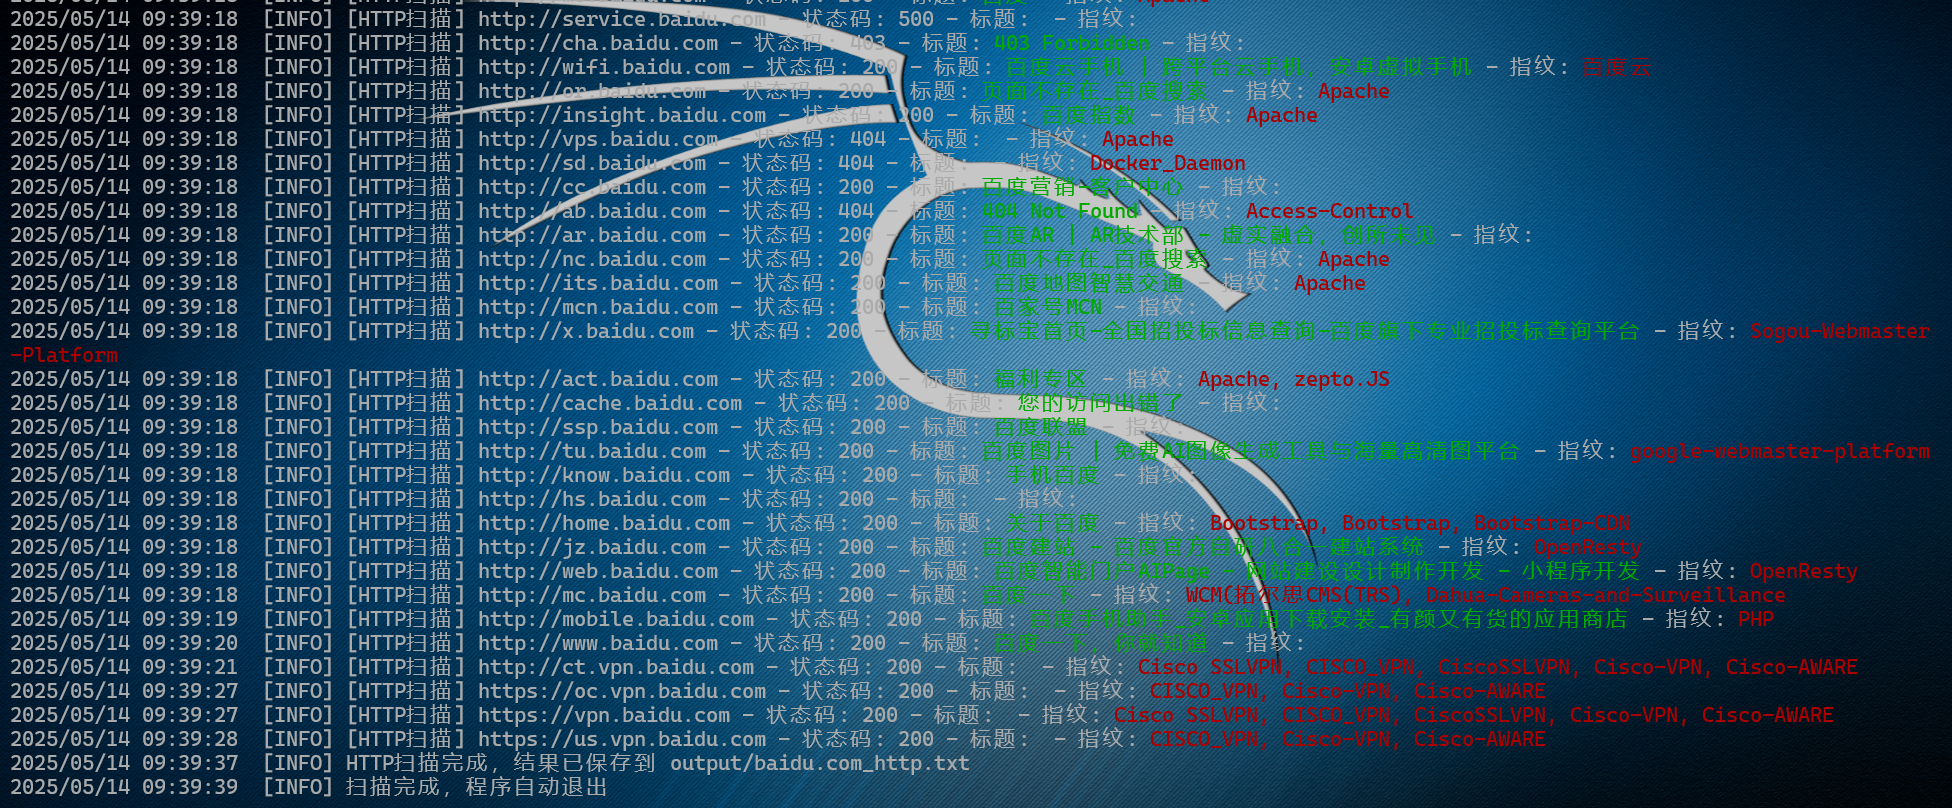 2025/05/14 09:39:18 [INFO] [HTTP扫描] http://service.baidu.com - 状态码: 500 - 标题: - 指纹:
2025/05/14 09:39:18 [INFO] [HTTP扫描] http://cha.baidu.com - 状态码: 403 - 标题: 403 Forbidden - 指纹:
2025/05/14 09:39:18 [INFO] [HTTP扫描] http://wifi.baidu.com - 状态码: 200 - 标题: 百度云手机 | 跨平台云手机, 安卓虚拟手机 - 指纹: 百度云
2025/05/14 09:39:18 [INFO] [HTTP扫描] http://or.baidu.com - 状态码: 200 - 标题: 页面不存在_百度搜索 - 指纹: Apache
2025/05/14 09:39:18 [INFO] [HTTP扫描] http://insight.baidu.com - 状态码: 200 - 标题: 百度指数 - 指纹: Apache
2025/05/14 09:39:18 [INFO] [HTTP扫描] http://vps.baidu.com - 状态码: 404 - 标题: - 指纹: Apache
2025/05/14 09:39:18 [INFO] [HTTP扫描] http://sd.baidu.com - 状态码: 404 - 标题: - 指纹: Docker_Daemon
2025/05/14 09:39:18 [INFO] [HTTP扫描] http://cc.baidu.com - 状态码: 200 - 标题: 百度营销-客户中心 - 指纹:
2025/05/14 09:39:18 [INFO] [HTTP扫描] http://ab.baidu.com - 状态码: 404 - 标题: 404 Not Found - 指纹: Access-Control
2025/05/14 09:39:18 [INFO] [HTTP扫描] http://ar.baidu.com - 状态码: 200 - 标题: 百度AR | AR技术部 - 虚实融合, 创所未见 - 指纹:
2025/05/14 09:39:18 [INFO] [HTTP扫描] http://nc.baidu.com - 状态码: 200 - 标题: 页面不存在_百度搜索 - 指纹: Apache
2025/05/14 09:39:18 [INFO] [HTTP扫描] http://its.baidu.com - 状态码: 200 - 标题: 百度地图智慧交通 - 指纹: Apache
2025/05/14 09:39:18 [INFO] [HTTP扫描] http://mcn.baidu.com - 状态码: 200 - 标题: 百家号MCN - 指纹:
2025/05/14 09:39:18 [INFO] [HTTP扫描] http://x.baidu.com - 状态码: 200 - 标题: 寻标宝首页-全国招投标信息查询-百度旗下专业招投标查询平台 - 指纹: Sogou-Webmaster
-Platform
2025/05/14 09:39:18 [INFO] [HTTP扫描] http://act.baidu.com - 状态码: 200 - 标题: 福利专区 - 指纹: Apache, zepto.JS
2025/05/14 09:39:18 [INFO] [HTTP扫描] http://cache.baidu.com - 状态码: 200 - 标题: 您的访问出错了 - 指纹:
2025/05/14 09:39:18 [INFO] [HTTP扫描] http://ssp.baidu.com - 状态码: 200 - 标题: 百度联盟 - 指纹:
2025/05/14 09:39:18 [INFO] [HTTP扫描] http://tu.baidu.com - 状态码: 200 - 标题: 百度图片 | 免费AI图像生成工具与海量高清图平台 - 指纹: google-webmaster-platform
2025/05/14 09:39:18 [INFO] [HTTP扫描] http://know.baidu.com - 状态码: 200 - 标题: 手机百度 - 指纹:
2025/05/14 09:39:18 [INFO] [HTTP扫描] http://hs.baidu.com - 状态码: 200 - 标题: - 指纹:
2025/05/14 09:39:18 [INFO] [HTTP扫描] http://home.baidu.com - 状态码: 200 - 标题: 关于百度 - 指纹: Bootstrap, Bootstrap, Bootstrap-CDN
2025/05/14 09:39:18 [INFO] [HTTP扫描] http://jz.baidu.com - 状态码: 200 - 标题: 百度建站 - 百度官方自研八合一建站系统 - 指纹: OpenResty
2025/05/14 09:39:18 [INFO] [HTTP扫描] http://web.baidu.com - 状态码: 200 - 标题: 百度智能门户AIPage - 网站建设设计制作开发 - 小程序开发 - 指纹: OpenResty
2025/05/14 09:39:18 [INFO] [HTTP扫描] http://mc.baidu.com - 状态码: 200 - 标题: 百度一下 - 指纹: WCM(拓尔思CMS(TRS), Dahua-Cameras-and-Surveillance
2025/05/14 09:39:19 [INFO] [HTTP扫描] http://mobile.baidu.com - 状态码: 200 - 标题: 百度手机助手_安卓应用下载安装_有颜又有货的应用商店 - 指纹: PHP
2025/05/14 09:39:20 [INFO] [HTTP扫描] http://www.baidu.com - 状态码: 200 - 标题: 百度一下, 你就知道 - 指纹:
2025/05/14 09:39:21 [INFO] [HTTP扫描] http://ct.vpn.baidu.com - 状态码: 200 - 标题: - 指纹: Cisco SSLVPN, CISCO_VPN, CiscoSSLVPN, Cisco-VPN, Cisco-AWARE
2025/05/14 09:39:27 [INFO] [HTTP扫描] https://oc.vpn.baidu.com - 状态码: 200 - 标题: - 指纹: CISCO_VPN, Cisco-VPN, Cisco-AWARE
2025/05/14 09:39:27 [INFO] [HTTP扫描] https://vpn.baidu.com - 状态码: 200 - 标题: - 指纹: Cisco SSLVPN, CISCO_VPN, CiscoSSLVPN, Cisco-VPN, Cisco-AWARE
2025/05/14 09:39:28 [INFO] [HTTP扫描] https://us.vpn.baidu.com - 状态码: 200 - 标题: - 指纹: CISCO_VPN, Cisco-VPN, Cisco-AWARE
2025/05/14 09:39:37 [INFO] HTTP扫描完成, 结果已保存到 output/baidu.com_http.txt
2025/05/14 09:39:39 [INFO] 扫描完成, 程序自动退出